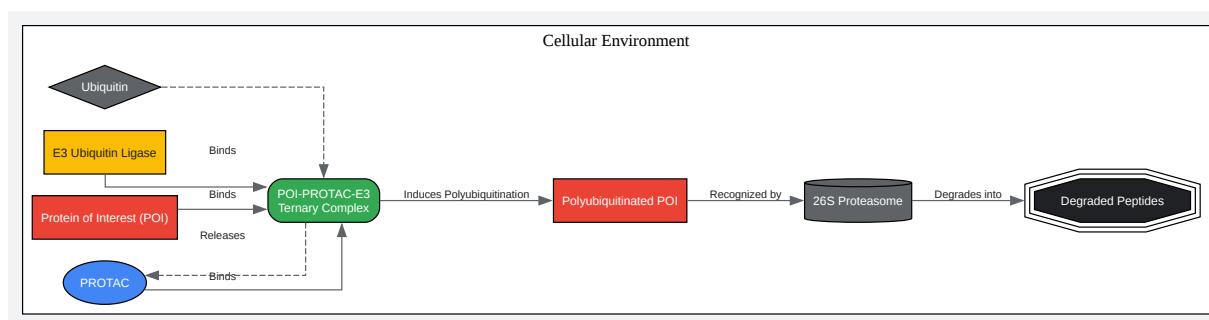 Cellular Environment
Ubiquitin
E3 Ubiquitin Ligase
Binds
Protein of Interest (POI)
Binds
POI-PROTAC-E3
Ternary Complex
Induces Polyubiquitination
Polyubiquitinated POI
Recognized by
26S Proteasome
Degrades into
Degraded Peptides
Releases
PROTAC
Binds